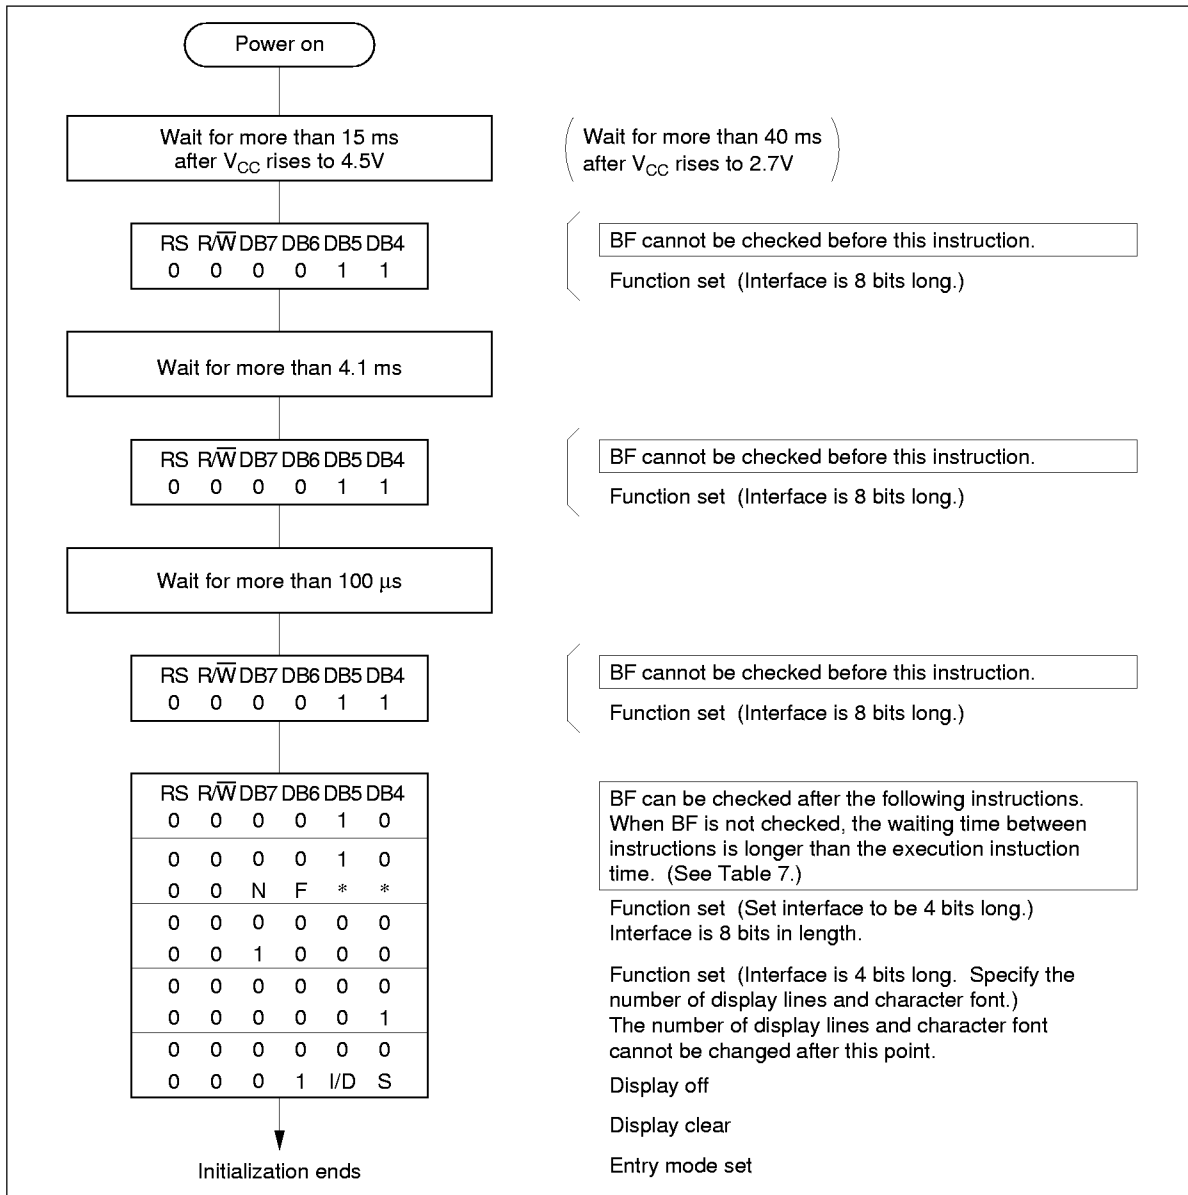 Power on
Wait for more than 15 ms
after VCC rises to 4.5V
Wait for more than 40 ms
after VCC rises to 2.7V
RS R/W̅ DB7 DB6 DB5 DB4
0 0 0 0 1 1
BF cannot be checked before this instruction.
Function set (Interface is 8 bits long.)
Wait for more than 4.1 ms
RS R/W̅ DB7 DB6 DB5 DB4
0 0 0 0 1 1
BF cannot be checked before this instruction.
Function set (Interface is 8 bits long.)
Wait for more than 100 µs
RS R/W̅ DB7 DB6 DB5 DB4
0 0 0 0 1 1
BF cannot be checked before this instruction.
Function set (Interface is 8 bits long.)
RS R/W̅ DB7 DB6 DB5 DB4
0 0 0 0 1 0
0 0 0 0 1 0
0 0 N F * *
0 0 0 0 0 0
0 0 1 0 0 0
0 0 0 0 0 0
0 0 0 0 0 1
0 0 0 0 0 0
0 0 0 1 I/D S
BF can be checked after the following instructions.
When BF is not checked, the waiting time between
instructions is longer than the execution instuction
time. (See Table 7.)
Function set (Set interface to be 4 bits long.)
Interface is 8 bits in length.
Function set (Interface is 4 bits long. Specify the
number of display lines and character font.)
The number of display lines and character font
cannot be changed after this point.
Display off
Display clear
Entry mode set
Initialization ends